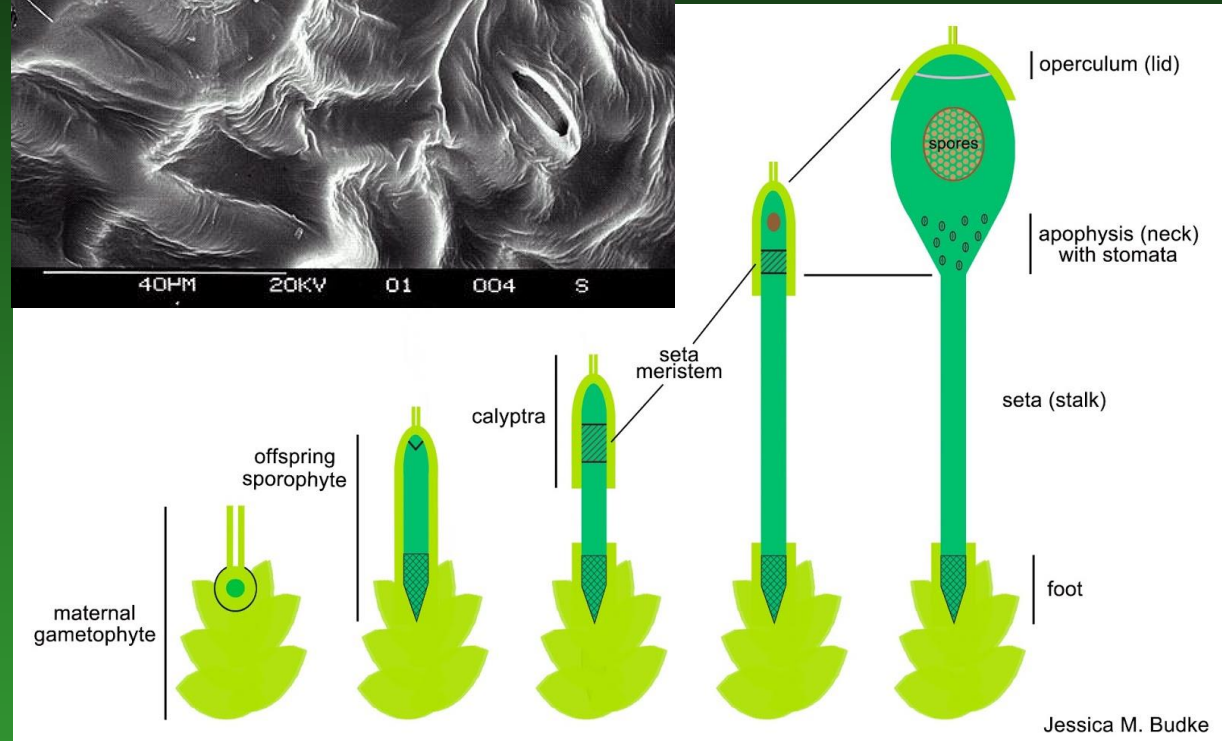 40µM 20KV 01 004 S
operculum (lid)
spores
apophysis (neck)
with stomata
seta
meristem
seta (stalk)
calyptra
offspring
sporophyte
foot
maternal
gametophyte
Jessica M. Budke